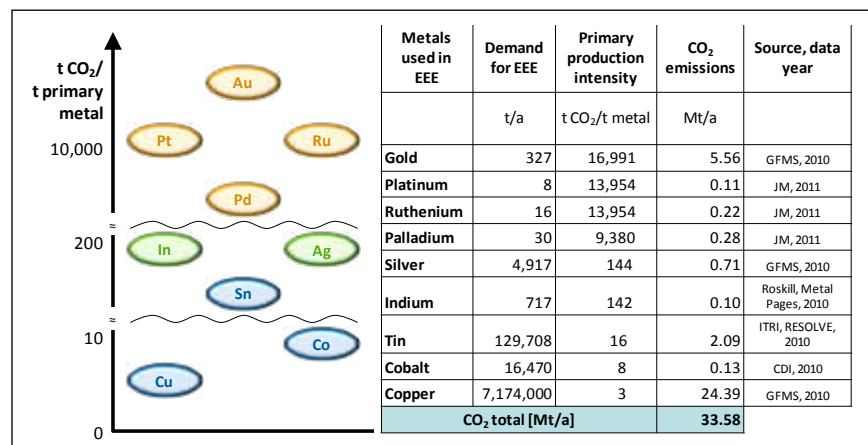 t CO₂/
t primary
metal
10,000
≈
200
≈
10
0
Au
Pt
Ru
Pd
In
Ag
Sn
Co
Cu
Metals used in EEE | Demand for EEE | Primary production intensity | CO₂ emissions | Source, data year
t/a | t CO₂/t metal | Mt/a
Gold 327 16,991 5.56 GFMS, 2010
Platinum 8 13,954 0.11 JM, 2011
Ruthenium 16 13,954 0.22 JM, 2011
Palladium 30 9,380 0.28 JM, 2011
Silver 4,917 144 0.71 GFMS, 2010
Indium 717 142 0.10 Roskill, Metal Pages, 2010
Tin 129,708 16 2.09 ITRI, RESOLVE, 2010
Cobalt 16,470 8 0.13 CDI, 2010
Copper 7,174,000 3 24.39 GFMS, 2010
CO₂ total [Mt/a] 33.58